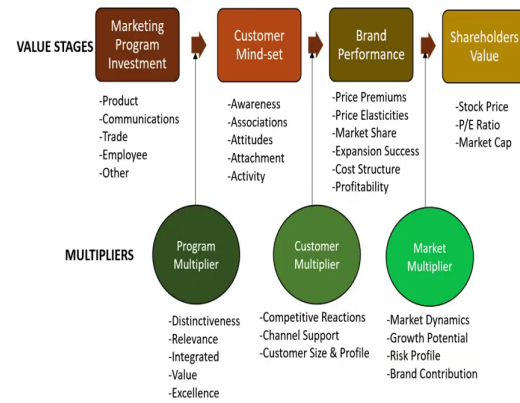 VALUE STAGES
Marketing
Program
Investment
Customer
Mind-set
Brand
Performance
Shareholders
Value
-Product
-Communications
-Trade
-Employee
-Other
-Awareness
-Associations
-Attitudes
-Attachment
-Activity
-Price Premiums
-Price Elasticities
-Market Share
-Expansion Success
-Cost Structure
-Profitability
-Stock Price
-P/E Ratio
-Market Cap
MULTIPLIERS
Program
Multiplier
Customer
Multiplier
Market
Multiplier
-Distinctiveness
-Relevance
-Integrated
-Value
-Excellence
-Competitive Reactions
-Channel Support
-Customer Size & Profile
-Market Dynamics
-Growth Potential
-Risk Profile
-Brand Contribution